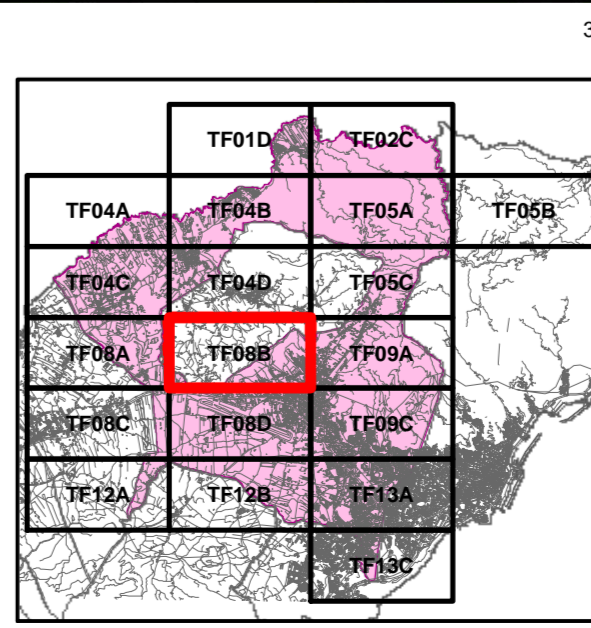 3
TF01D TF02C
TF04A TF04B TF05A TF05B
TF04C TF04D TF05C
TF08A TF08B TF09A
TF08C TF08D TF09C
TF12A TF12B TF13A
TF13C